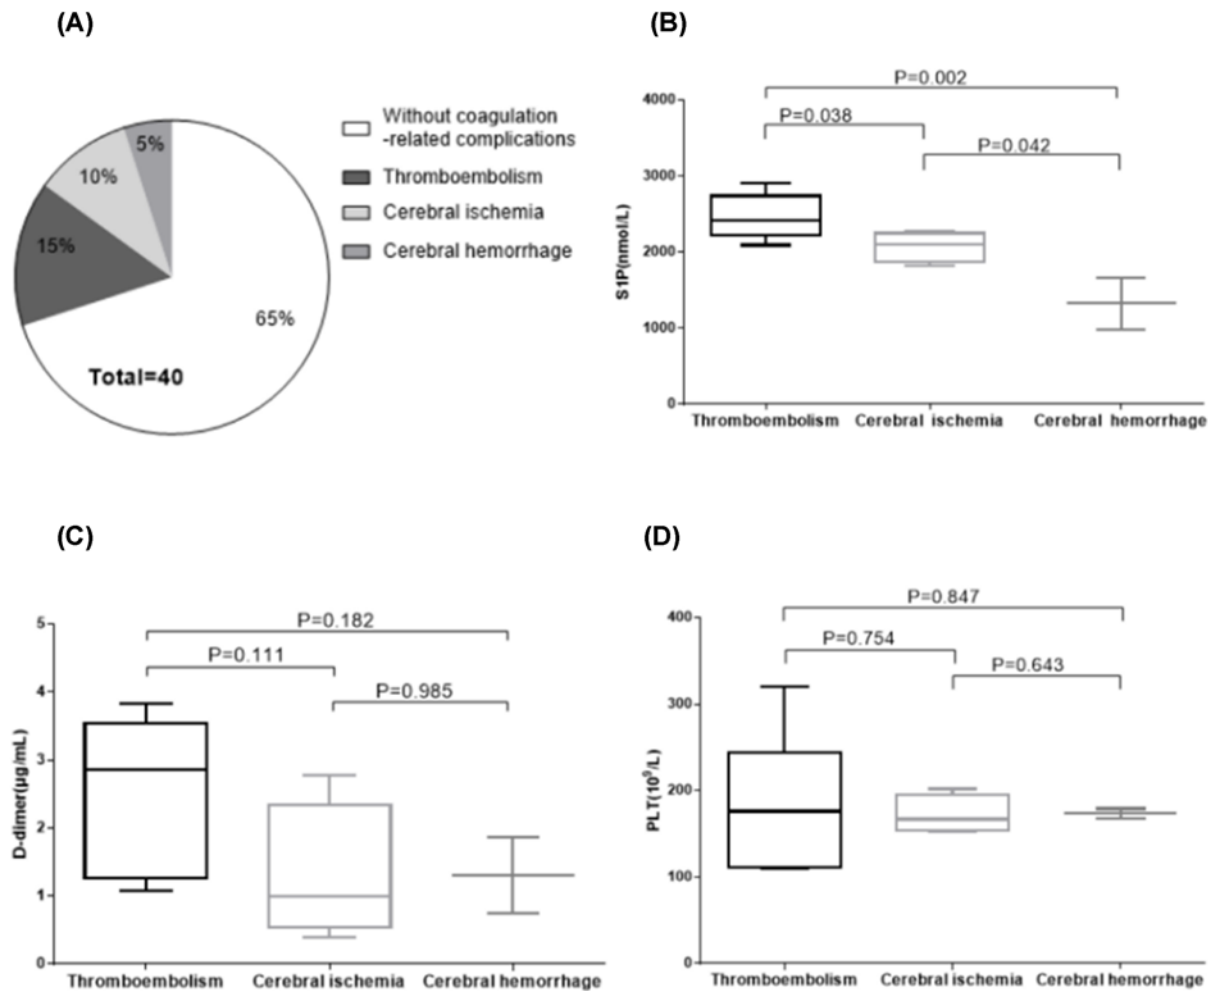 (A)
Without coagulation
-related complications
Thromboembolism
Cerebral ischemia
Cerebral hemorrhage
5%
10%
15%
65%
Total=40
(B)
P=0.002
P=0.038
P=0.042
4000
3000
2000
1000
0
S1P(nmol/L)
Thromboembolism Cerebral ischemia Cerebral hemorrhage
(C)
P=0.182
P=0.111
P=0.985
5
4
3
2
1
0
D-dimer(μg/mL)
Thromboembolism Cerebral ischemia Cerebral hemorrhage
(D)
P=0.847
P=0.754
P=0.643
400
300
200
100
0
PLT(10⁹/L)
Thromboembolism Cerebral ischemia Cerebral hemorrhage